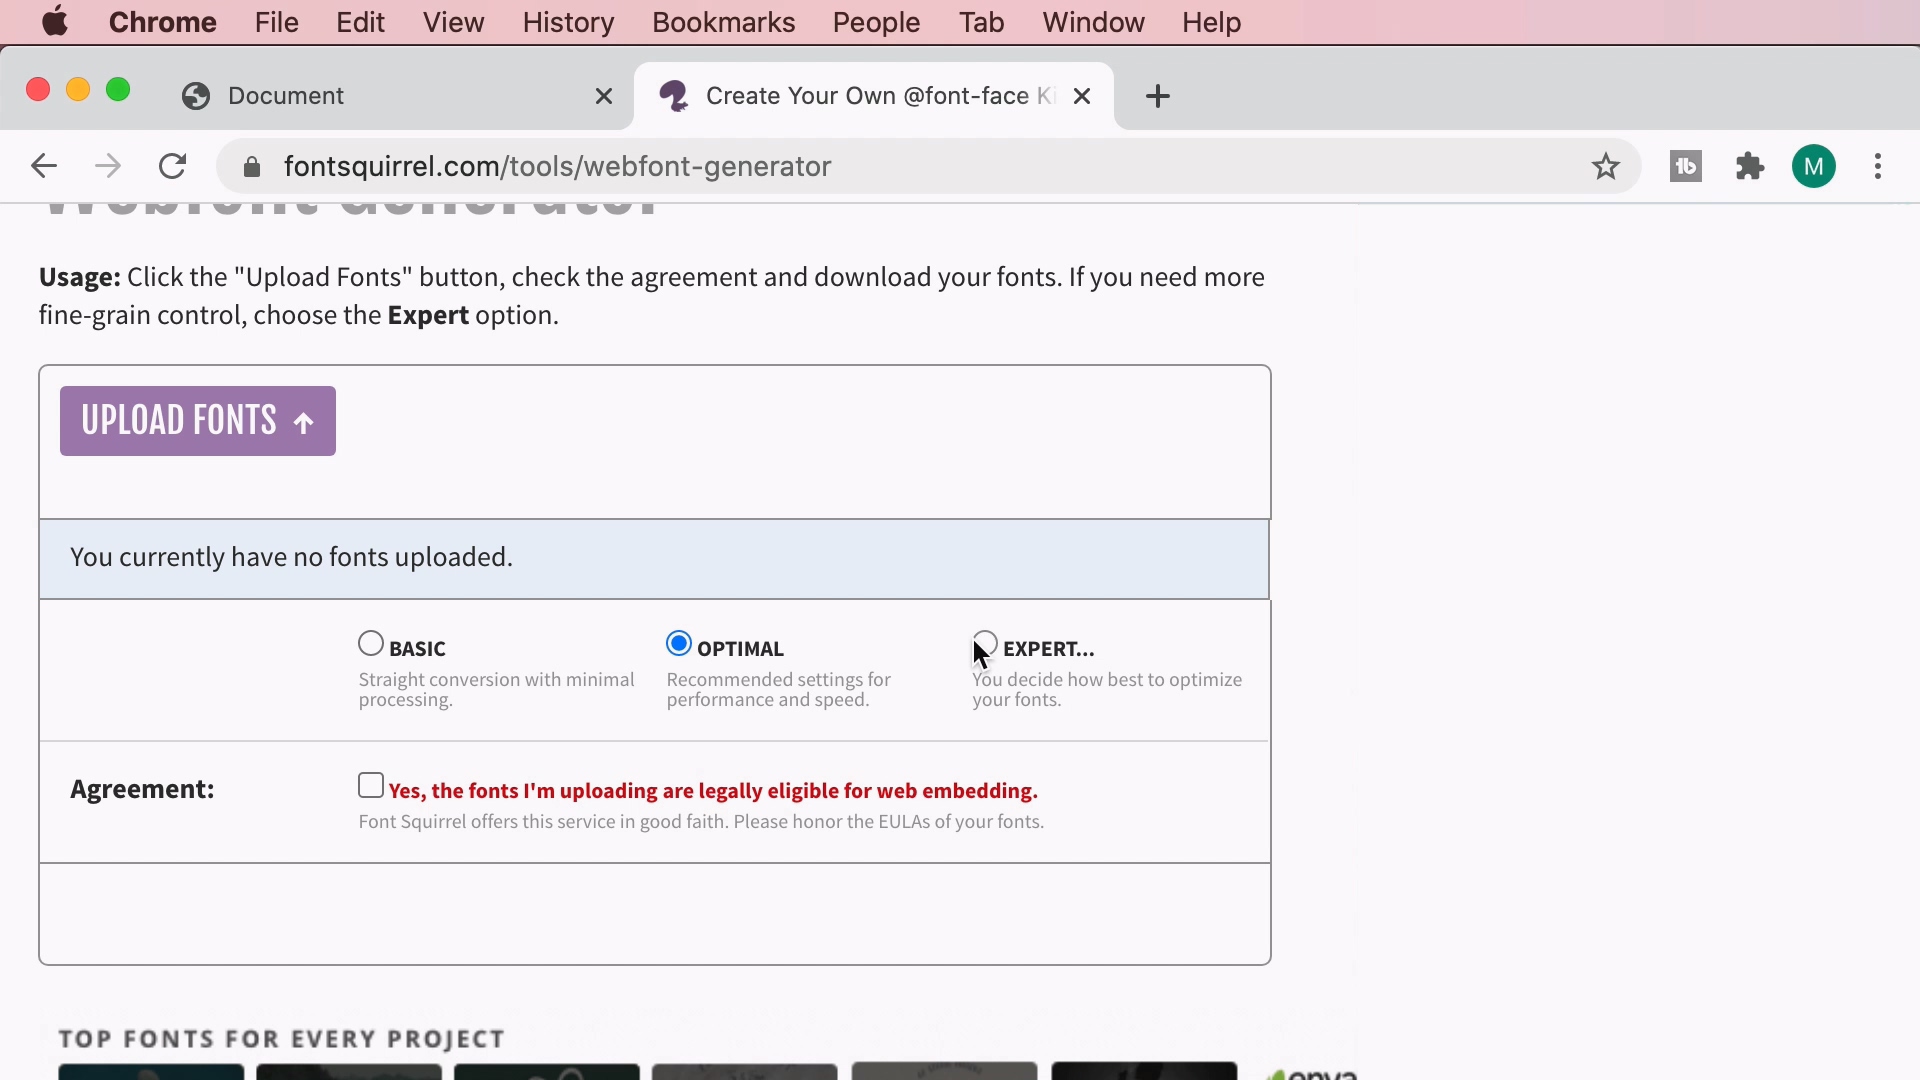 Chrome File Edit View History Bookmarks People Tab Window Help
Document
Create Your Own @font-face Ki
fontsquirrel.com/tools/webfont-generator
M
Webfont Generator
Usage: Click the "Upload Fonts" button, check the agreement and download your fonts. If you need more
fine-grain control, choose the Expert option.
UPLOAD FONTS
You currently have no fonts uploaded.
BASIC
Straight conversion with minimal
processing.
OPTIMAL
Recommended settings for
performance and speed.
EXPERT...
You decide how best to optimize
your fonts.
Agreement:
Yes, the fonts I'm uploading are legally eligible for web embedding.
Font Squirrel offers this service in good faith. Please honor the EULAs of your fonts.
TOP FONTS FOR EVERY PROJECT